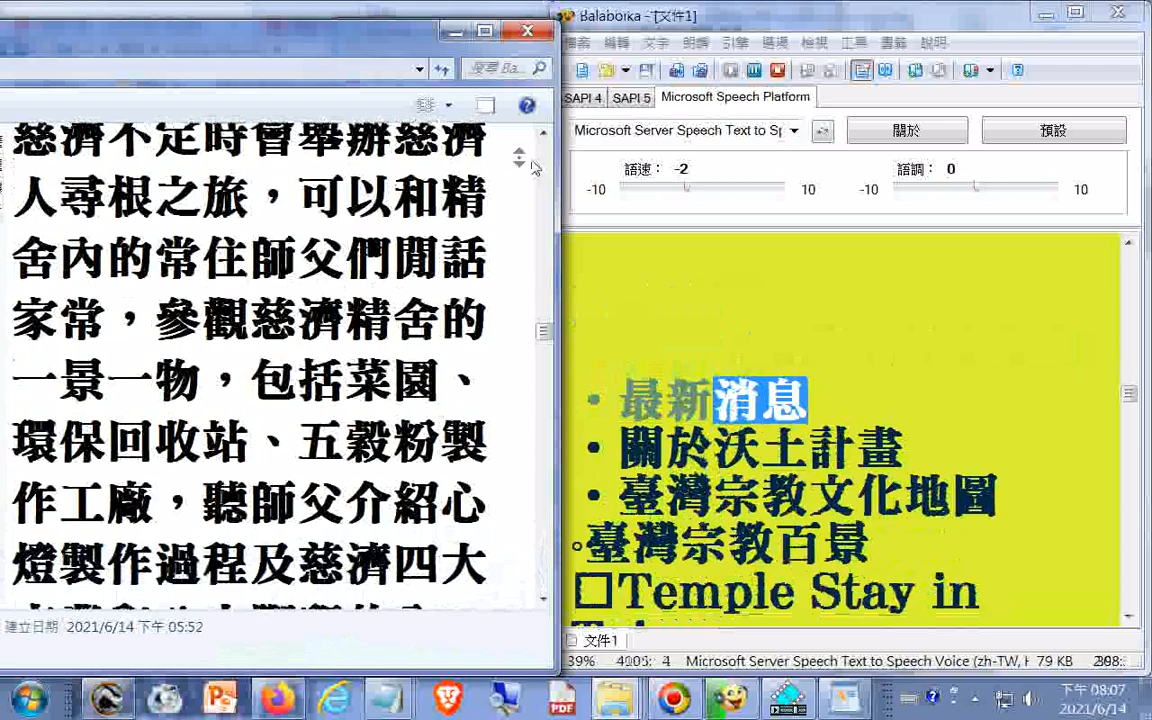 Balabolka - [文件1]
檔案 編輯 文字 朗讀 引擎 選項 檢視 工具 書籤 說明
搜尋 Ba...
SAPI 4 SAPI 5 Microsoft Speech Platform
Microsoft Server Speech Text to Sp
關於 預設
語速： -2 語調： 0
-10 10 -10 10
慈濟不定時會舉辦慈濟
人尋根之旅，可以和精
舍內的常住師父們閒話
家常，參觀慈濟精舍的
一景一物，包括菜園、
環保回收站、五穀粉製
作工廠，聽師父介紹心
燈製作過程及慈濟四大
建立日期 2021/6/14 下午 05:52
•最新消息
•關於沃土計畫
•臺灣宗教文化地圖
臺灣宗教百景
□Temple Stay in
文件1
39% 4 Microsoft Server Speech Text to Speech Voice (zh-TW, H 79 KB
下午 08:07
2021/6/14